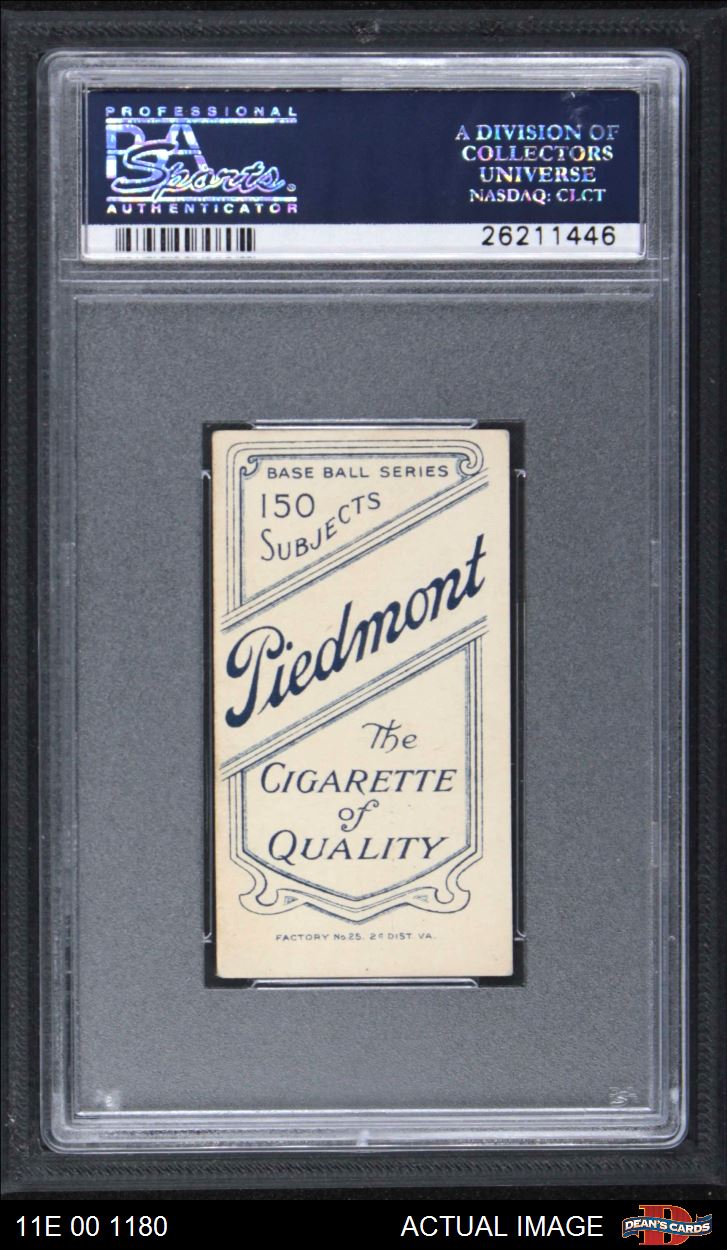 PROFESSIONAL
PSA
Sports
AUTHENTICATOR
A DIVISION OF
COLLECTORS
UNIVERSE
NASDAQ: CLCT
26211446
BASE BALL SERIES
150
SUBJECTS
Piedmont
The
CIGARETTE
of
QUALITY
FACTORY No 25. 2D DIST. VA.
11E 00 1180
ACTUAL IMAGE
D
DEAN'S CARDS